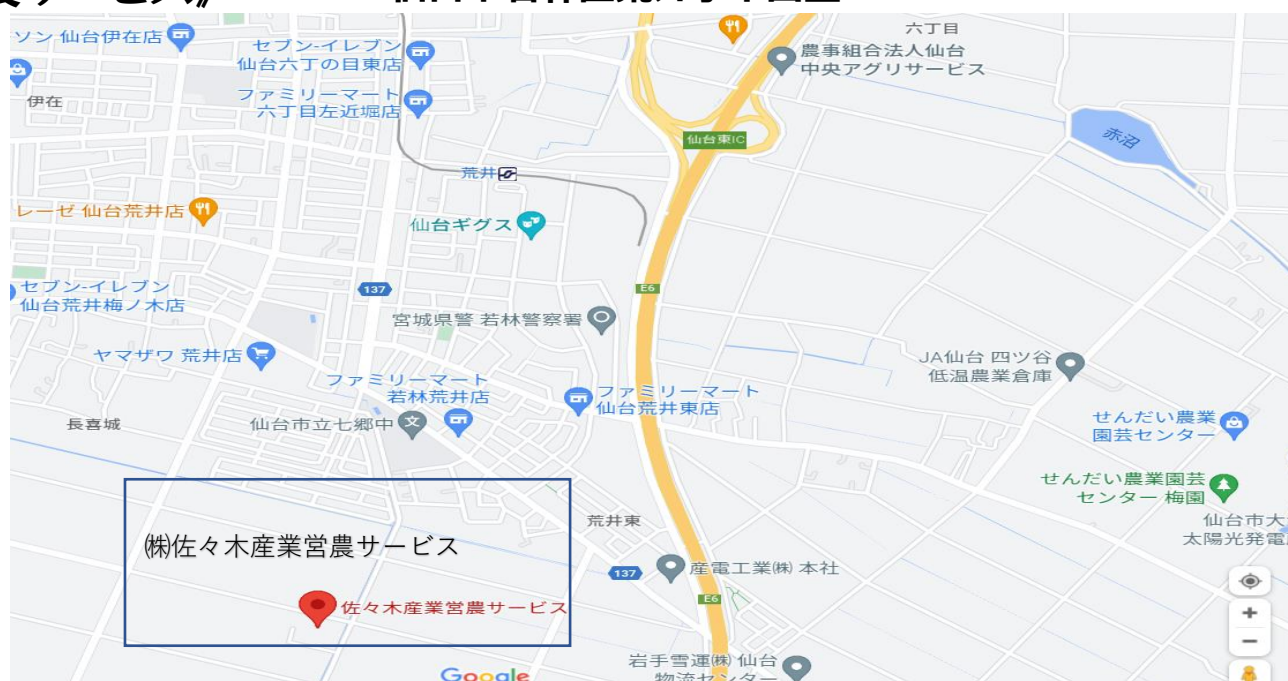 サービス》
六丁目
ソン 仙台伊在店
セブン-イレブン
仙台六丁の目東店
農事組合法人仙台
中央アグリサービス
伊在
ファミリーマート
六丁目左近堀店
仙台東IC
赤沼
荒井
レーゼ 仙台荒井店
仙台ギグス
セブン-イレブン
仙台荒井梅ノ木店
137
E6
宮城県警 若林警察署
ヤマザワ 荒井店
JA仙台 四ツ谷
低温農業倉庫
ファミリーマート
若林荒井店
ファミリーマート
仙台荒井東店
長喜城
仙台市立七郷中
文
せんだい農業
園芸センター
せんだい農業園芸
センター 梅園
荒井東
仙台市大
太陽光発電
㈱佐々木産業営農サービス
137
産電工業㈱ 本社
佐々木産業営農サービス
E6
岩手雪運㈱ 仙台
物流センター
Google